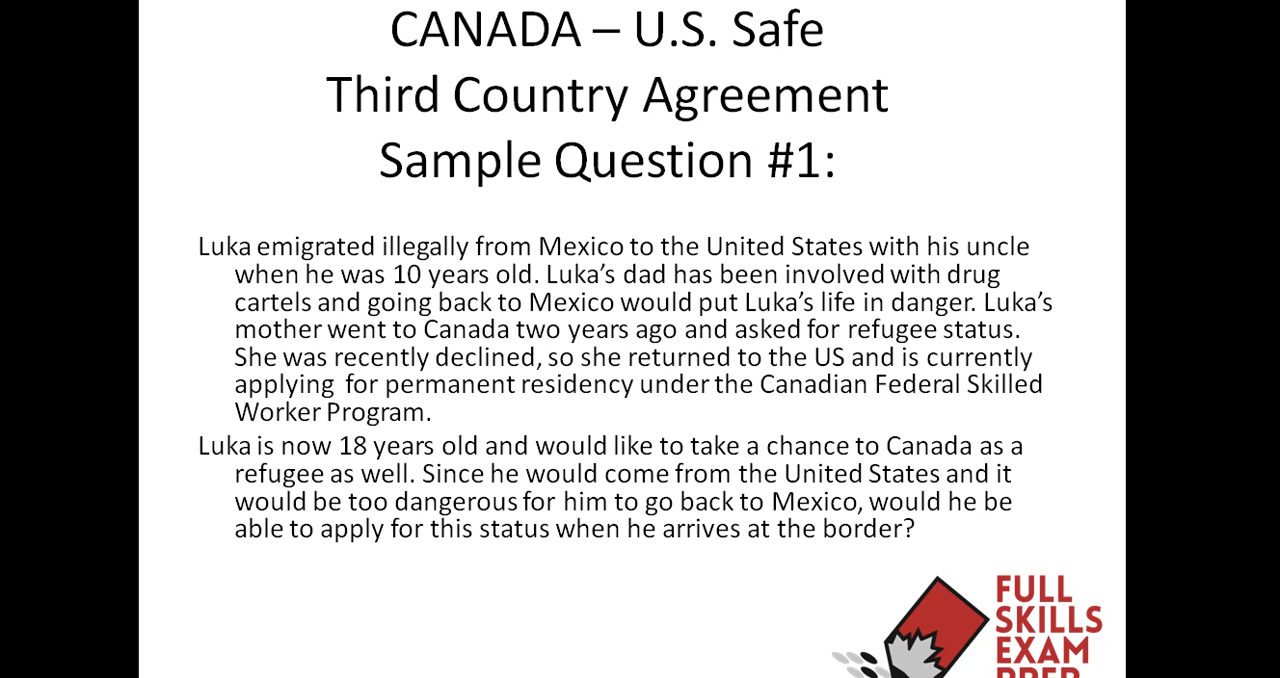 CANADA – U.S. Safe
Third Country Agreement
Sample Question #1:
Luka emigrated illegally from Mexico to the United States with his uncle
when he was 10 years old. Luka’s dad has been involved with drug
cartels and going back to Mexico would put Luka’s life in danger. Luka’s
mother went to Canada two years ago and asked for refugee status.
She was recently declined, so she returned to the US and is currently
applying for permanent residency under the Canadian Federal Skilled
Worker Program.
Luka is now 18 years old and would like to take a chance to Canada as a
refugee as well. Since he would come from the United States and it
would be too dangerous for him to go back to Mexico, would he be
able to apply for this status when he arrives at the border?
FULL
SKILLS
EXAM
PREP